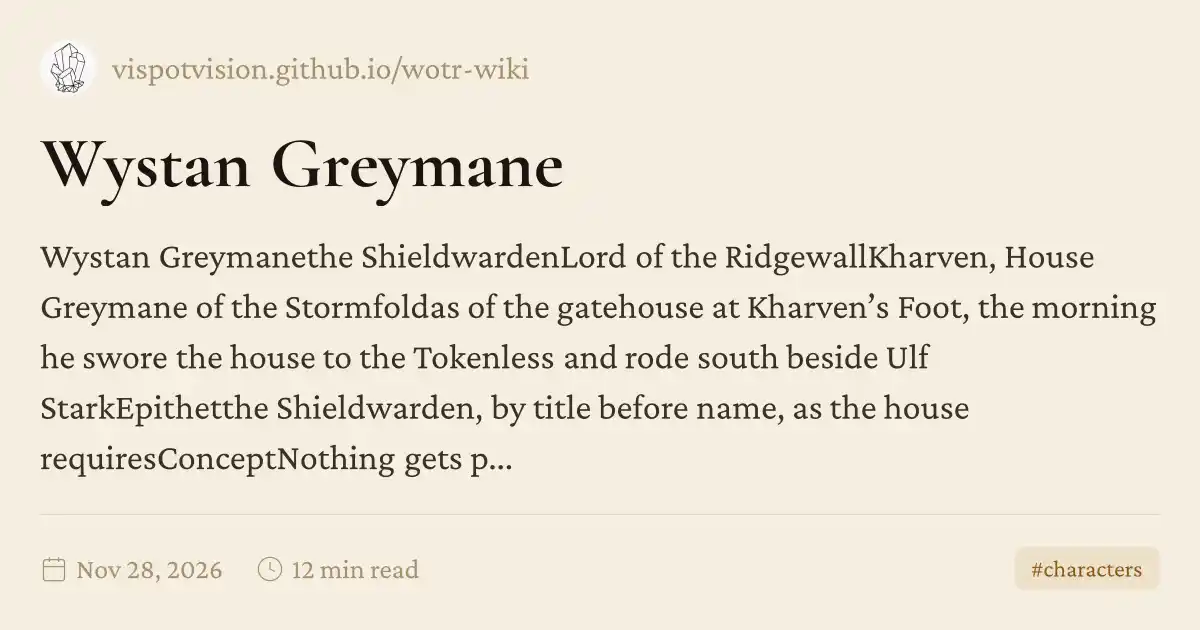 vispotvision.github.io/wotr-wiki
Wystan Greymane
Wystan Greymanethe ShieldwardenLord of the RidgewallKharven, House
Greymane of the Stormfoldas of the gatehouse at Kharven’s Foot, the morning
he swore the house to the Tokenless and rode south beside Ulf
StarkEpithetthe Shieldwarden, by title before name, as the house
requiresConceptNothing gets p...
Nov 28, 2026
12 min read
#characters